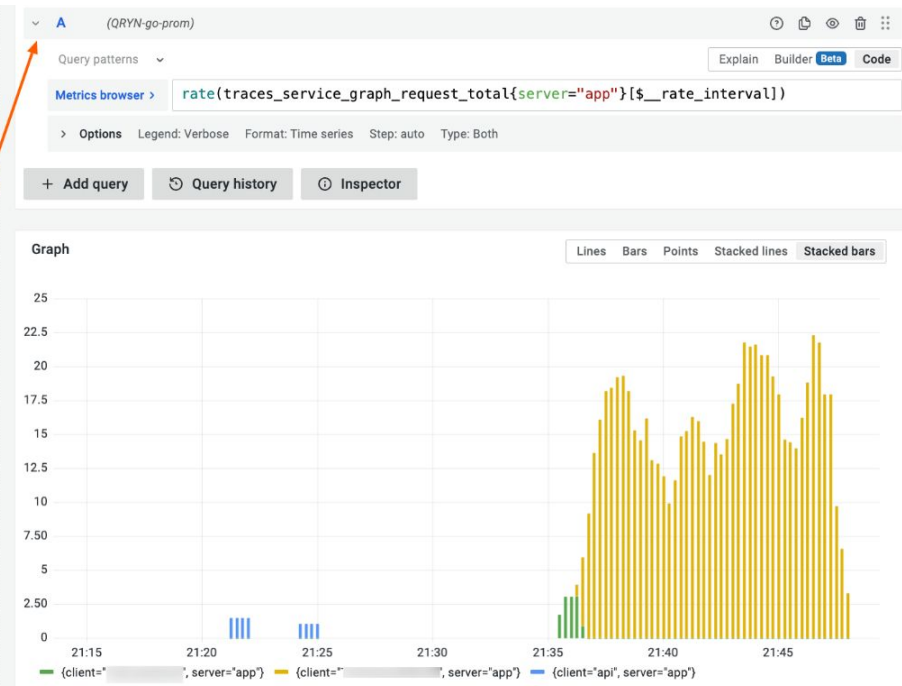 A (QRYN-go-prom)
Query patterns
Explain Builder Beta Code
Metrics browser > rate(traces_service_graph_request_total{server="app"}[$__rate_interval])
> Options Legend: Verbose Format: Time series Step: auto Type: Both
+ Add query Query history Inspector
Graph
Lines Bars Points Stacked lines Stacked bars
25
22.5
20
17.5
15
12.5
10
7.50
5
2.50
0
21:15 21:20 21:25 21:30 21:35 21:40 21:45
{client=" ", server="app"} {client=" ", server="app"} {client="api", server="app"}